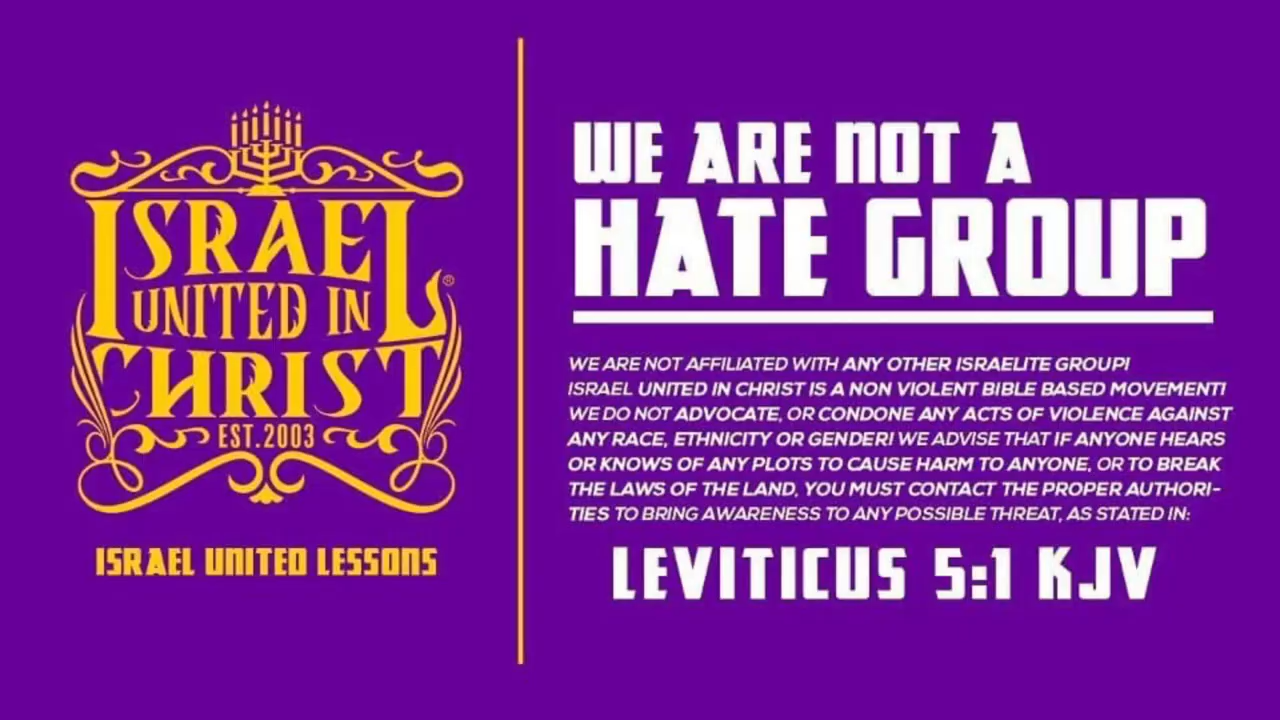 ISRAEL
UNITED IN
CHRIST
EST.2003
®
ISRAEL UNITED LESSONS
WE ARE NOT A
HATE GROUP
WE ARE NOT AFFILIATED WITH ANY OTHER ISRAELITE GROUP!
ISRAEL UNITED IN CHRIST IS A NON VIOLENT BIBLE BASED MOVEMENT!
WE DO NOT ADVOCATE, OR CONDONE ANY ACTS OF VIOLENCE AGAINST
ANY RACE, ETHNICITY OR GENDER! WE ADVISE THAT IF ANYONE HEARS
OR KNOWS OF ANY PLOTS TO CAUSE HARM TO ANYONE, OR TO BREAK
THE LAWS OF THE LAND, YOU MUST CONTACT THE PROPER AUTHORI-
TIES TO BRING AWARENESS TO ANY POSSIBLE THREAT, AS STATED IN:
LEVITICUS 5:1 KJV